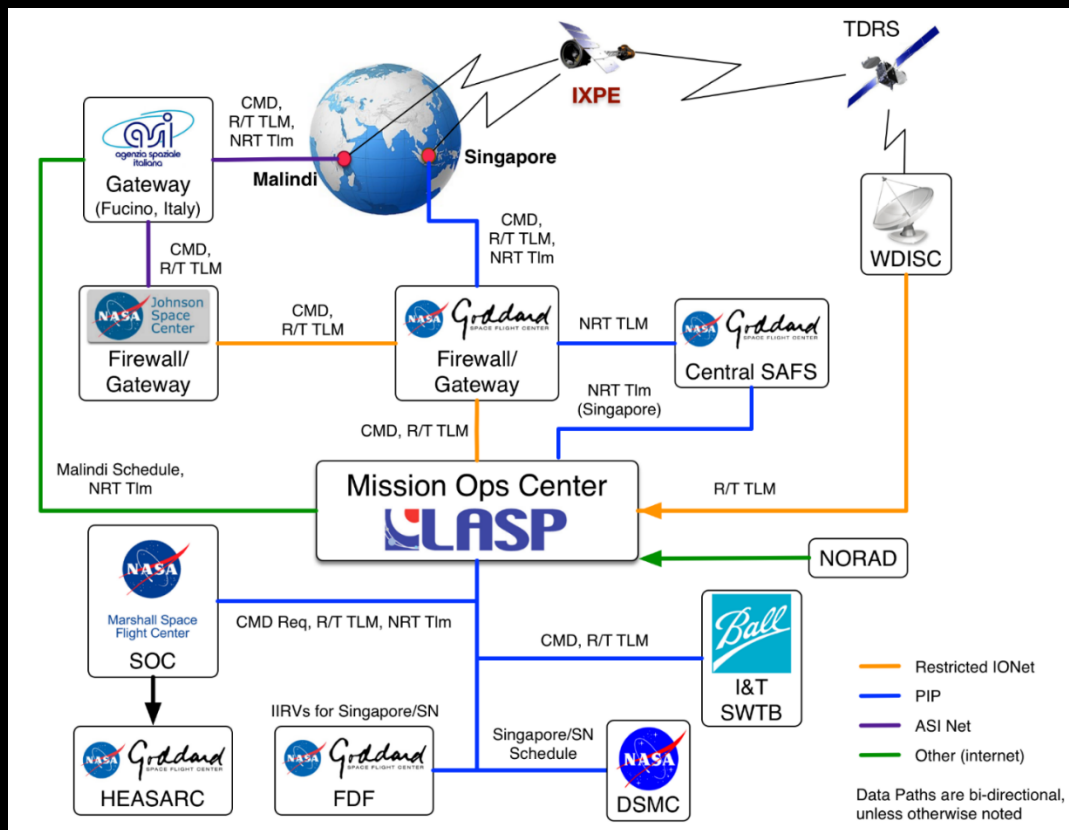 TDRS
IXPE
CMD,
R/T TLM,
NRT Tlm
asi
agenzia spaziale
italiana
Gateway
(Fucino, Italy)
Malindi
Singapore
WDISC
CMD,
R/T TLM,
NRT Tlm
CMD,
R/T TLM
NASA
Johnson
Space
Center
Firewall/
Gateway
CMD,
R/T TLM
NASA
Goddard
SPACE FLIGHT CENTER
Firewall/
Gateway
NRT TLM
NASA
Goddard
SPACE FLIGHT CENTER
Central SAFS
NRT Tlm
(Singapore)
CMD, R/T TLM
Malindi Schedule,
NRT Tlm
Mission Ops Center
LASP
R/T TLM
NORAD
NASA
Marshall Space
Flight Center
SOC
CMD Req, R/T TLM, NRT Tlm
CMD, R/T TLM
Ball
I&T
SWTB
Restricted IONet
PIP
ASI Net
Other (internet)
Data Paths are bi-directional,
unless otherwise noted
NASA
Goddard
SPACE FLIGHT CENTER
HEASARC
IIRVs for Singapore/SN
NASA
Goddard
SPACE FLIGHT CENTER
FDF
Singapore/SN
Schedule
NASA
DSMC